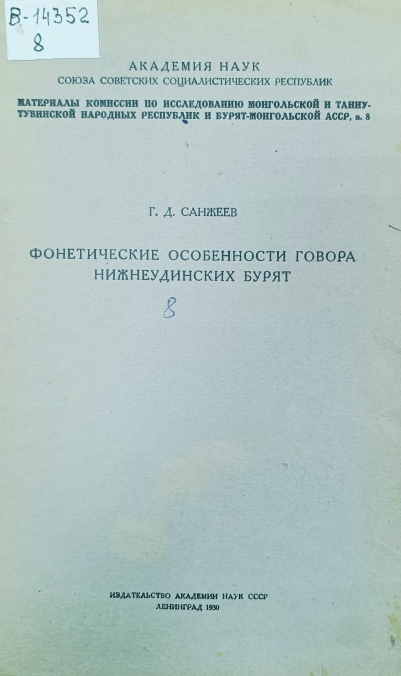 В-14352
8
АКАДЕМИЯ НАУК
СОЮЗА СОВЕТСКИХ СОЦИАЛИСТИЧЕСКИХ РЕСПУБЛИК
МАТЕРИАЛЫ КОМИССИИ ПО ИССЛЕДОВАНИЮ МОНГОЛЬСКОЙ И ТАННУ-
ТУВИНСКОЙ НАРОДНЫХ РЕСПУБЛИК И БУРЯТ-МОНГОЛЬСКОЙ АССР, в. 8
Г. Д. САНЖЕЕВ
ФОНЕТИЧЕСКИЕ ОСОБЕННОСТИ ГОВОРА
НИЖНЕУДИНСКИХ БУРЯТ
8
ИЗДАТЕЛЬСТВО АКАДЕМИИ НАУК СССР
ЛЕНИНГРАД 1930